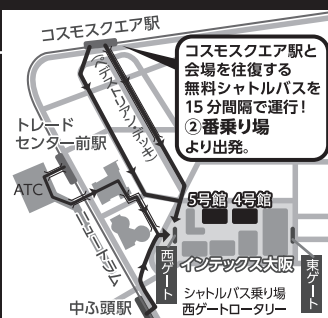 コスモスクエア駅
コスモスクエア駅と
会場を往復する
無料シャトルバスを
15分間隔で運行！
②番乗り場
より出発。
（ペデストリアン・デッキ）
トレード
センター前駅
ATC
ニュートラム
5号館 4号館
インテックス大阪
西ゲート
東ゲート
シャトルバス乗り場
西ゲートロータリー
中ふ頭駅